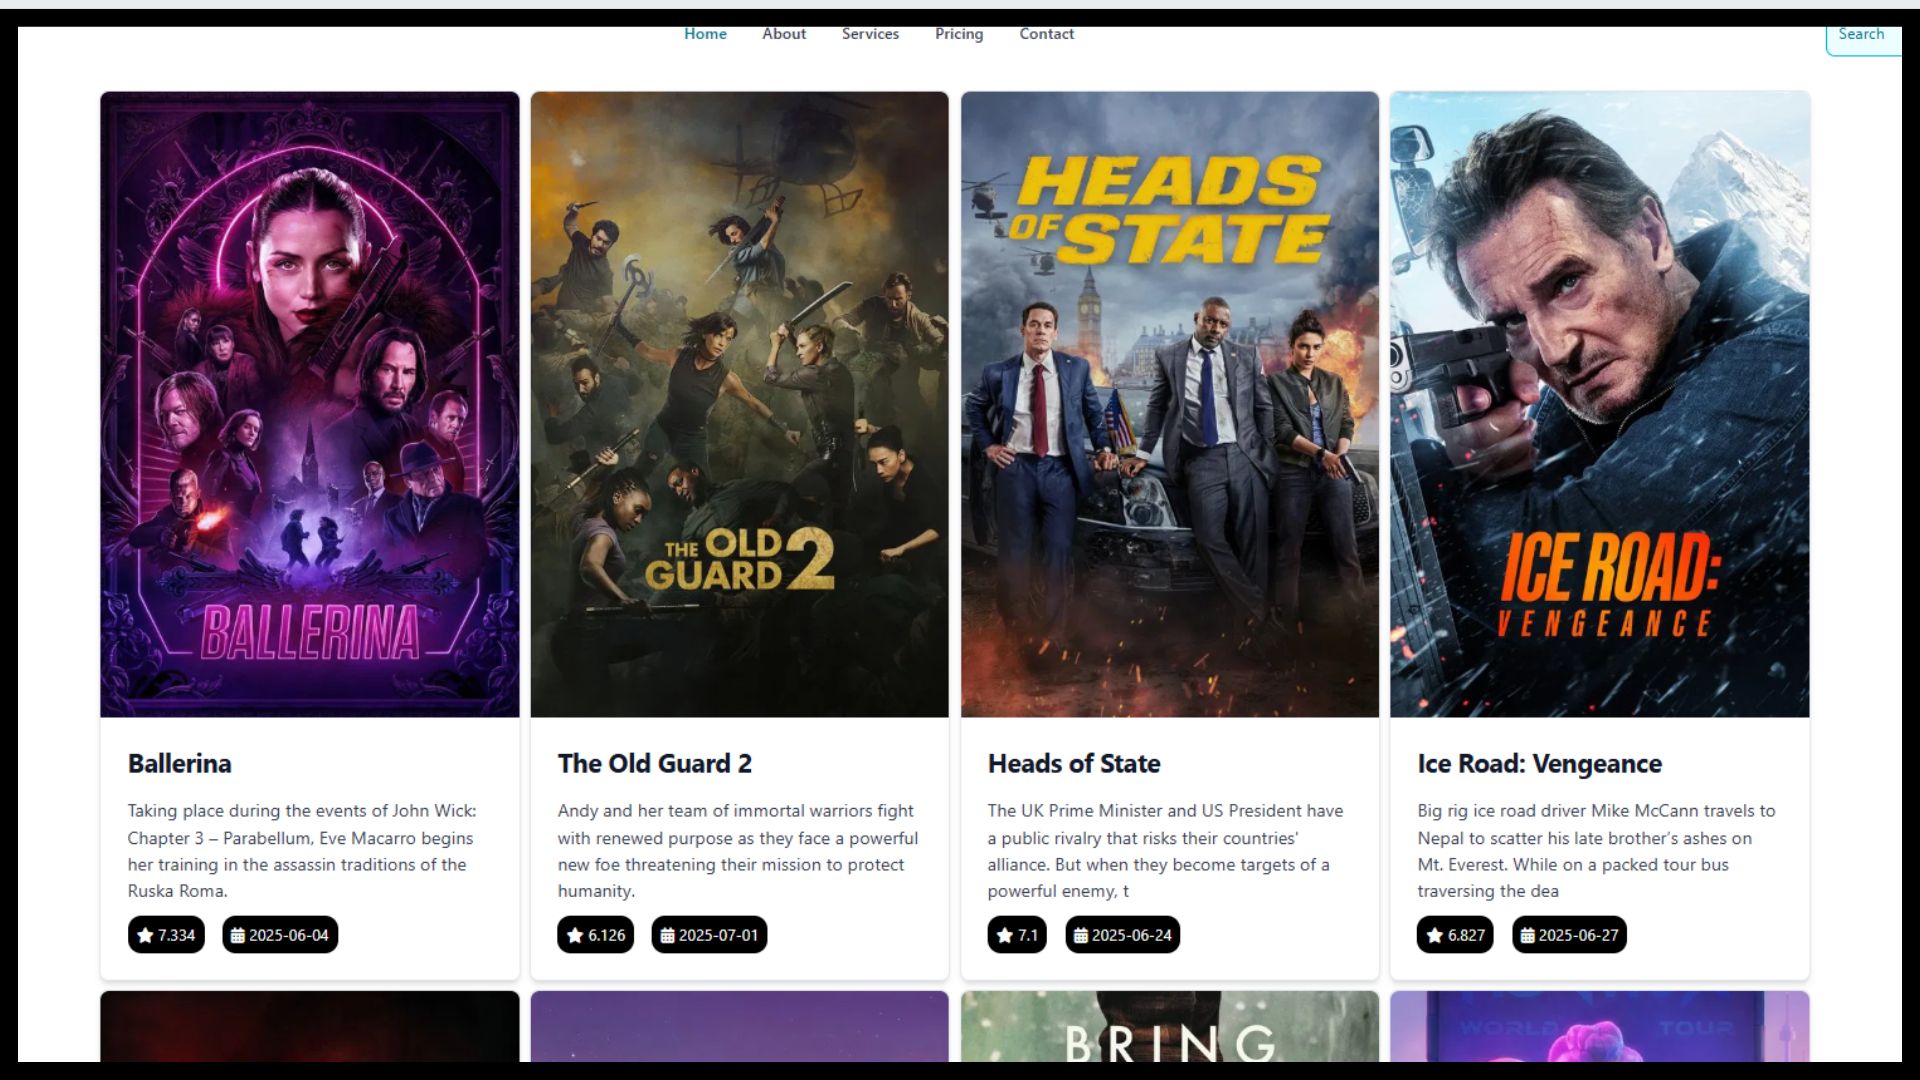 Home About Services Pricing Contact Search
BALLERINA
THE OLD
GUARD 2
HEADS
OF STATE
ICE ROAD:
VENGEANCE
Ballerina
Taking place during the events of John Wick:
Chapter 3 – Parabellum, Eve Macarro begins
her training in the assassin traditions of the
Ruska Roma.
7.334 2025-06-04
The Old Guard 2
Andy and her team of immortal warriors fight
with renewed purpose as they face a powerful
new foe threatening their mission to protect
humanity.
6.126 2025-07-01
Heads of State
The UK Prime Minister and US President have
a public rivalry that risks their countries'
alliance. But when they become targets of a
powerful enemy, t
7.1 2025-06-24
Ice Road: Vengeance
Big rig ice road driver Mike McCann travels to
Nepal to scatter his late brother’s ashes on
Mt. Everest. While on a packed tour bus
traversing the dea
6.827 2025-06-27
BRING
WORLD TOUR